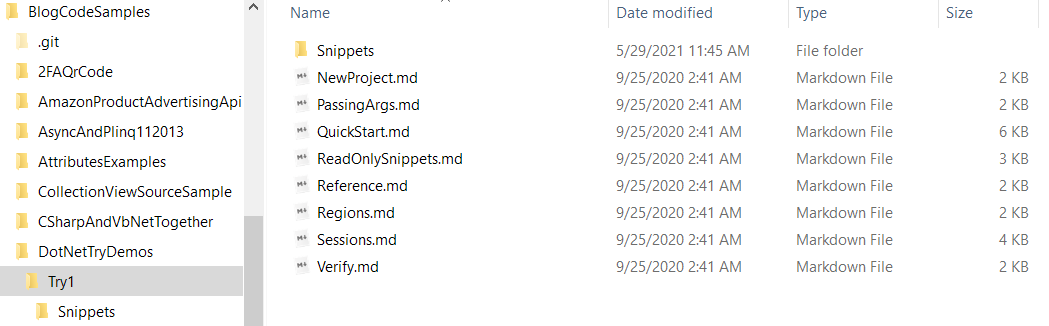 BlogCodeSamples
.git
2FAQrCode
AmazonProductAdvertisingApi
AsyncAndPlinq112013
AttributesExamples
CollectionViewSourceSample
CSharpAndVbNetTogether
DotNetTryDemos
Try1
Snippets
Name Date modified Type Size
Snippets 5/29/2021 11:45 AM File folder
NewProject.md 9/25/2020 2:41 AM Markdown File 2 KB
PassingArgs.md 9/25/2020 2:41 AM Markdown File 2 KB
QuickStart.md 9/25/2020 2:41 AM Markdown File 6 KB
ReadOnlySnippets.md 9/25/2020 2:41 AM Markdown File 3 KB
Reference.md 9/25/2020 2:41 AM Markdown File 2 KB
Regions.md 9/25/2020 2:41 AM Markdown File 2 KB
Sessions.md 9/25/2020 2:41 AM Markdown File 4 KB
Verify.md 9/25/2020 2:41 AM Markdown File 2 KB